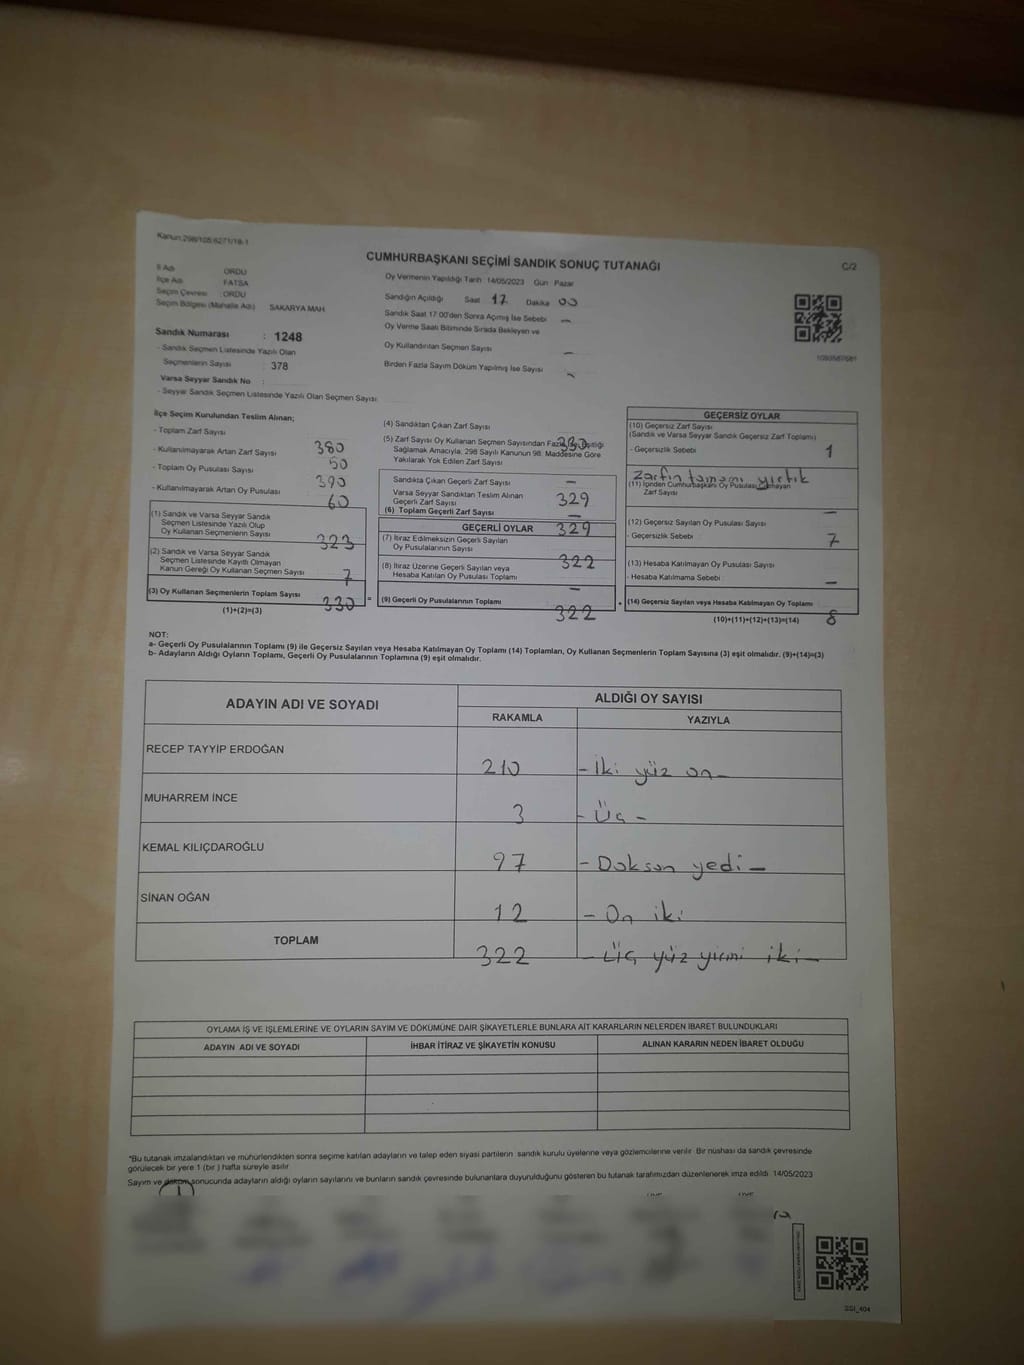 Kanun:298/105;6271/18-1
CUMHURBAŞKANI SEÇİMİ SANDIK SONUÇ TUTANAĞI
C/2
İl Adı ORDU
İlçe Adı FATSA
Seçim Çevresi : ORDU
Seçim Bölgesi (Mahalle Adı) SAKARYA MAH
Sandık Numarası : 1248
- Sandık Seçmen Listesinde Yazılı Olan
Seçmenlerin Sayısı : 378
Varsa Seyyar Sandık No :
- Seyyar Sandık Seçmen Listesinde Yazılı Olan Seçmen Sayısı:
Oy Vermenin Yapıldığı Tarih 14/05/2023 Gün Pazar
Sandığın Açıldığı Saat 17 Dakika 00
Sandık Saat 17.00'den Sonra Açımış İse Sebebi —
Oy Verme Saati Bitiminde Sırada Bekleyen ve
Oy Kullandırılan Seçmen Sayısı —
Birden Fazla Sayım Döküm Yapılmış İse Sayısı -
İlçe Seçim Kurulundan Teslim Alınan;
- Toplam Zarf Sayısı 380
- Kullanılmayarak Artan Zarf Sayısı 50
- Toplam Oy Pusulası Sayısı 390
- Kullanılmayarak Artan Oy Pusulası 60
(1) Sandık ve Varsa Seyyar Sandık
Seçmen Listesinde Yazılı Olup
Oy Kullanan Seçmenlerin Sayısı 323
(2) Sandık ve Varsa Seyyar Sandık
Seçmen Listesinde Kayıtlı Olmayan
Kanun Gereği Oy Kullanan Seçmen Sayısı 7
(3) Oy Kullanan Seçmenlerin Toplam Sayısı 330 =
(1)+(2)=(3)
(4) Sandıktan Çıkan Zarf Sayısı 330
(5) Zarf Sayısı Oy Kullanan Seçmen Sayısından Fazla ise Eşitliği
Sağlamak Amacıyla, 298 Sayılı Kanunun 98. Maddesine Göre
Yakılarak Yok Edilen Zarf Sayısı —
Sandıkta Çıkan Geçerli Zarf Sayısı 329
Varsa Seyyar Sandıktan Teslim Alınan
Geçerli Zarf Sayısı —
(6) Toplam Geçerli Zarf Sayısı 329
GEÇERLİ OYLAR
(7) İtiraz Edilmeksizin Geçerli Sayılan
Oy Pusulalarının Sayısı 322
(8) İtiraz Üzerine Geçerli Sayılan veya
Hesaba Katılan Oy Pusulası Toplamı —
(9) Geçerli Oy Pusulalarının Toplamı 322 +
GEÇERSİZ OYLAR
(10) Geçersiz Zarf Sayısı
(Sandık ve Varsa Seyyar Sandık Geçersiz Zarf Toplamı) 1
- Geçersizlik Sebebi
Zarfın tamamı yırtık
(11) İçinden Cumhurbaşkanı Oy Pusulası Çıkmayan
Zarf Sayısı —
(12) Geçersiz Sayılan Oy Pusulası Sayısı 7
- Geçersizlik Sebebi
(13) Hesaba Katılmayan Oy Pusulası Sayısı —
- Hesaba Katılmama Sebebi
(14) Geçersiz Sayılan veya Hesaba Katılmayan Oy Toplamı 8
(10)+(11)+(12)+(13)=(14)
NOT:
a- Geçerli Oy Pusulalarının Toplamı (9) ile Geçersiz Sayılan veya Hesaba Katılmayan Oy Toplamı (14) Toplamları, Oy Kullanan Seçmenlerin Toplam Sayısına (3) eşit olmalıdır. (9)+(14)=(3)
b- Adayların Aldığı Oyların Toplamı, Geçerli Oy Pusulalarının Toplamına (9) eşit olmalıdır.
ADAYIN ADI VE SOYADI ALDIĞI OY SAYISI
RAKAMLA YAZIYLA
RECEP TAYYİP ERDOĞAN 210 - İki yüz on -
MUHARREM İNCE 3 - Üç -
KEMAL KILIÇDAROĞLU 97 - Doksan yedi -
SİNAN OĞAN 12 - On iki
TOPLAM 322 - Üç yüz yirmi iki -
OYLAMA İŞ VE İŞLEMLERİNE VE OYLARIN SAYIM VE DÖKÜMÜNE DAİR ŞİKAYETLERLE BUNLARA AİT KARARLARIN NELERDEN İBARET BULUNDUKLARI
ADAYIN ADI VE SOYADI İHBAR İTİRAZ VE ŞİKAYETİN KONUSU ALINAN KARARIN NEDEN İBARET OLDUĞU
*Bu tutanak imzalandıktan ve mühürlendikten sonra seçime katılan adayların ve talep eden siyasi partilerin sandık kurulu üyelerine veya gözlemcilerine verilir. Bir nüshası da sandık çevresinde
görülecek bir yere 1 (bir ) hafta süreyle asılır.
Sayım ve döküm sonucunda adayların aldığı oyların sayılarını ve bunların sandık çevresinde bulunanlara duyurulduğunu gösteren bu tutanak tarafımızdan düzenlenerek imza edildi. 14/05/2023
SSI_404